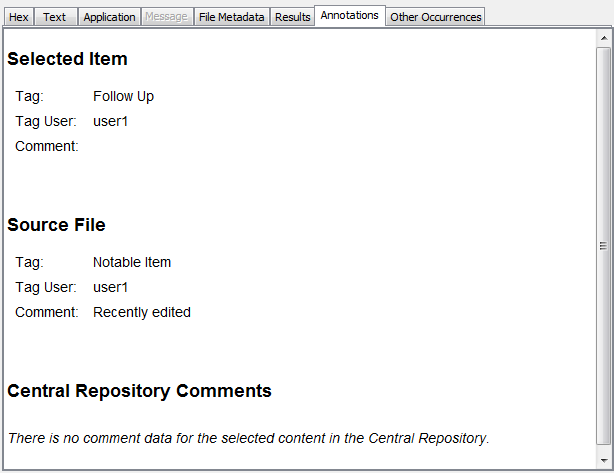 Hex Text Application Message File Metadata Results Annotations Other Occurrences
Selected Item
Tag: Follow Up
Tag User: user1
Comment:
Source File
Tag: Notable Item
Tag User: user1
Comment: Recently edited
Central Repository Comments
There is no comment data for the selected content in the Central Repository.